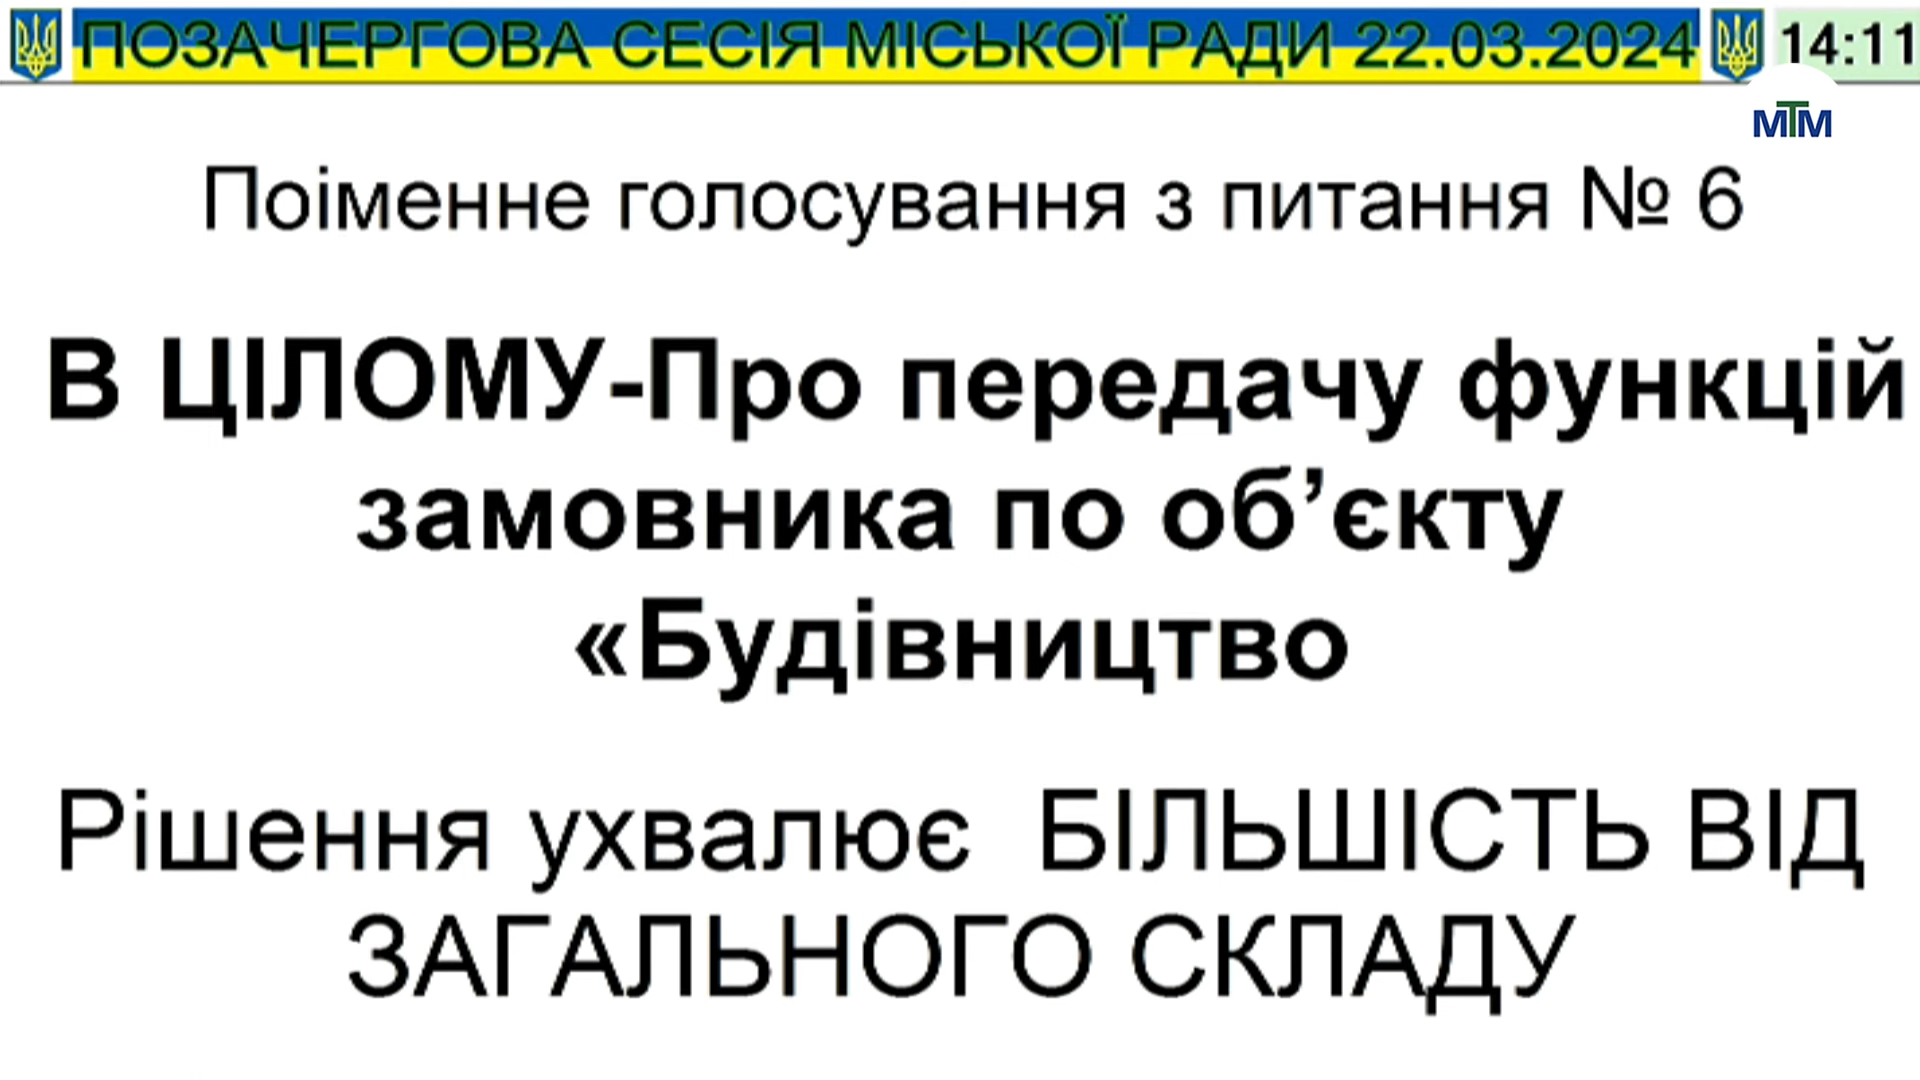 ПОЗАЧЕРГОВА СЕСІЯ МІСЬКОЇ РАДИ 22.03.2024 14:11
МТМ
Поіменне голосування з питання № 6
В ЦІЛОМУ-Про передачу функцій
замовника по об’єкту
«Будівництво
Рішення ухвалює БІЛЬШІСТЬ ВІД
ЗАГАЛЬНОГО СКЛАДУ